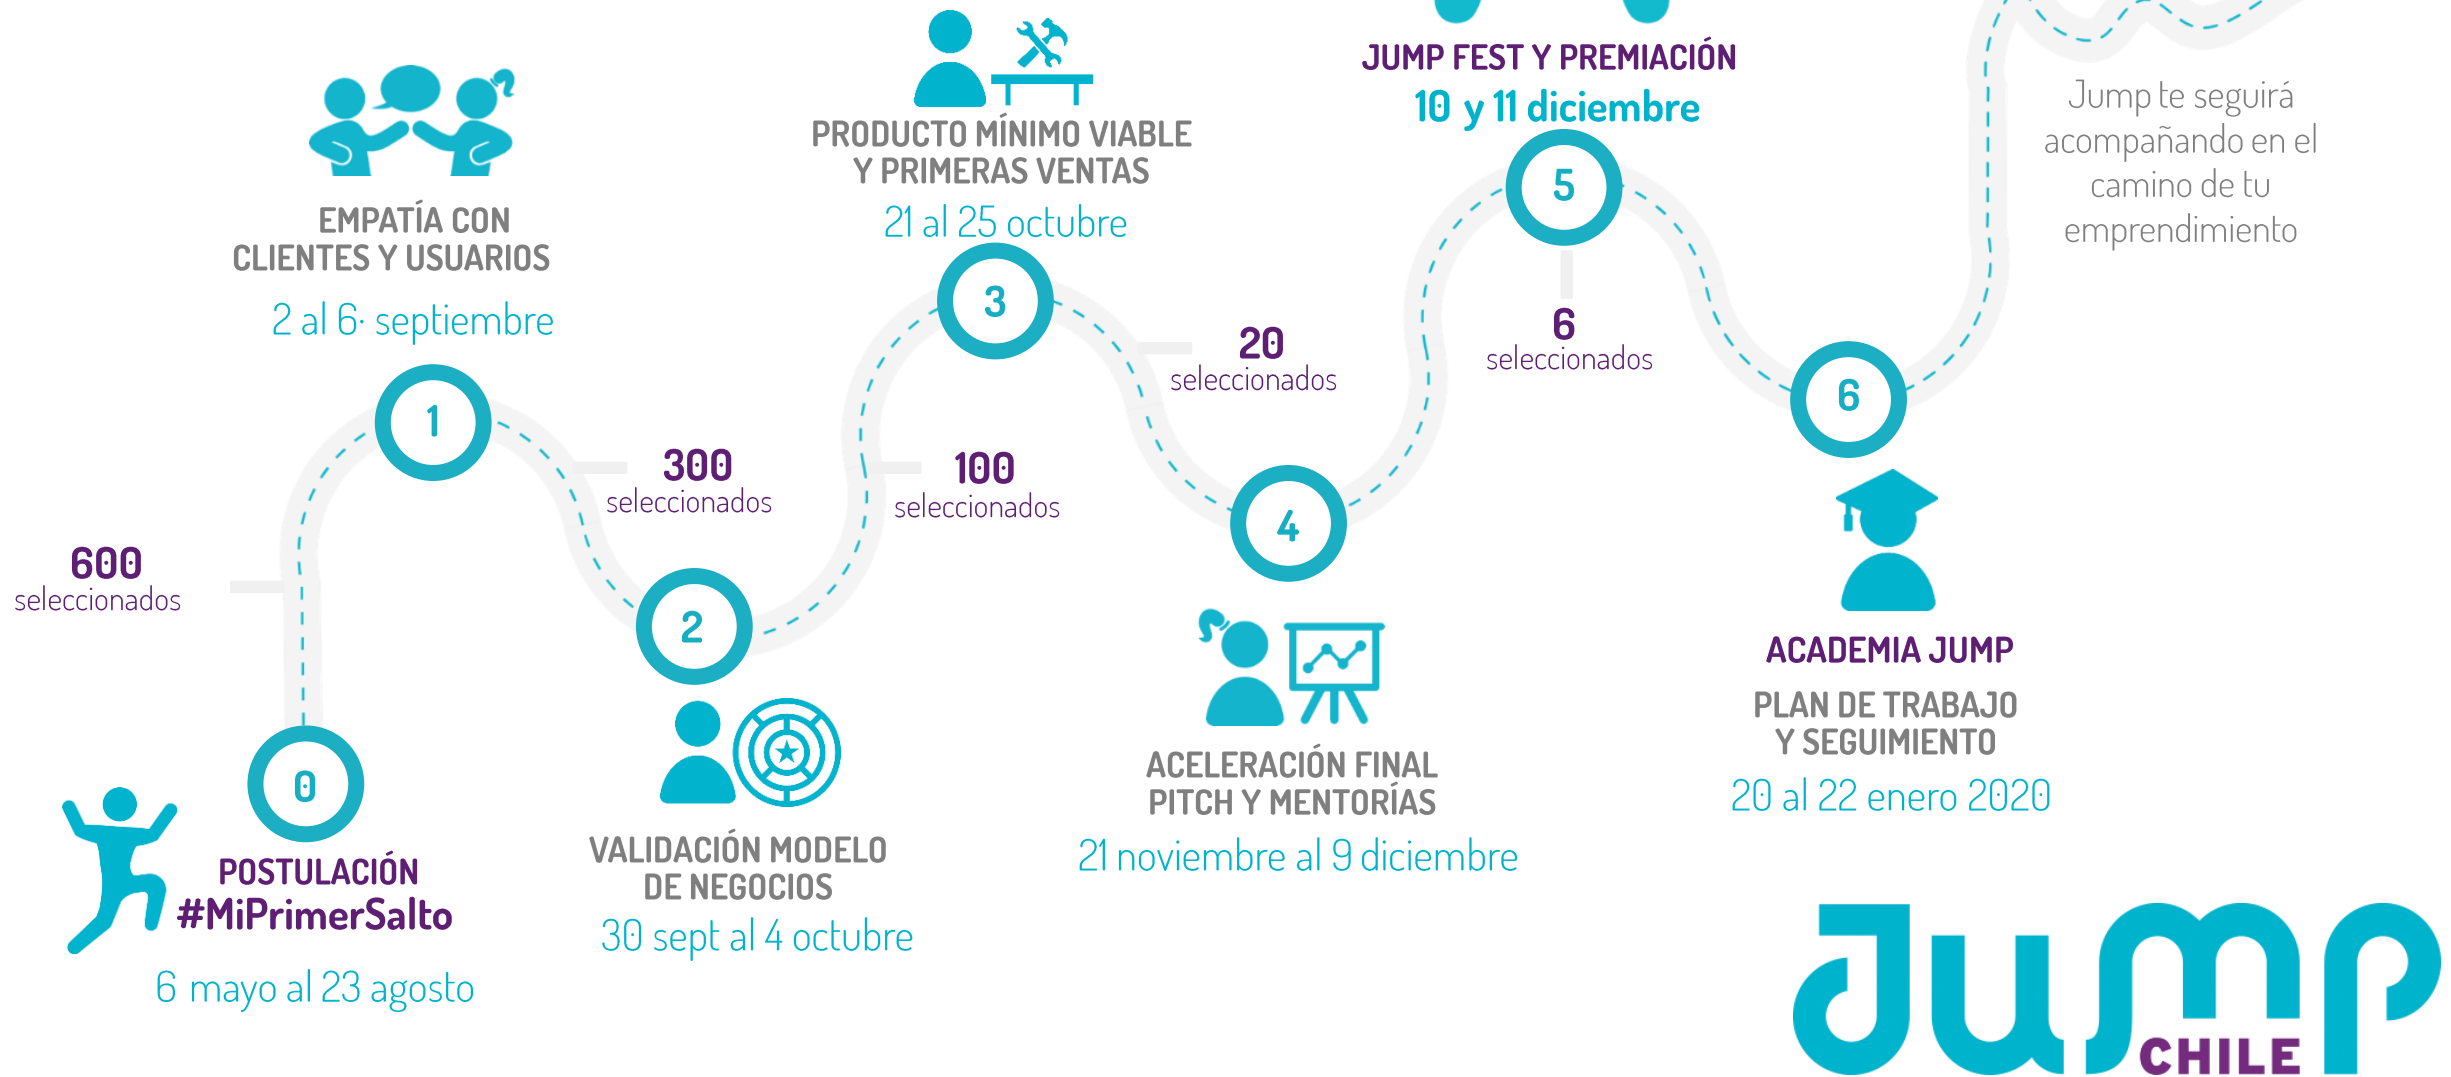 600
seleccionados
0
POSTULACIÓN
#MiPrimerSalto
6 mayo al 23 agosto
EMPATÍA CON
CLIENTES Y USUARIOS
2 al 6· septiembre
1
300
seleccionados
2
VALIDACIÓN MODELO
DE NEGOCIOS
30 sept al 4 octubre
100
seleccionados
PRODUCTO MÍNIMO VIABLE
Y PRIMERAS VENTAS
21 al 25 octubre
3
20
seleccionados
4
ACELERACIÓN FINAL
PITCH Y MENTORÍAS
21 noviembre al 9 diciembre
JUMP FEST Y PREMIACIÓN
10 y 11 diciembre
5
6
seleccionados
6
ACADEMIA JUMP
PLAN DE TRABAJO
Y SEGUIMIENTO
20 al 22 enero 2020
Jump te seguirá
acompañando en el
camino de tu
emprendimiento
Jump
CHILE